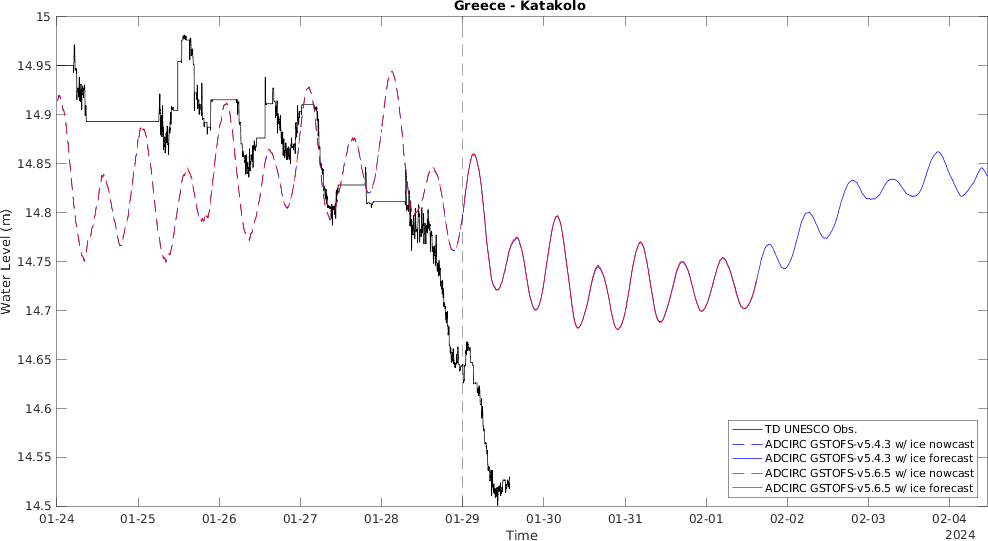 Greece - Katakolo
15
14.95
14.9
14.85
14.8
14.75
14.7
14.65
14.6
14.55
14.5
Water Level (m)
TD UNESCO Obs.
ADCIRC GSTOFS-v5.4.3 w/ ice nowcast
ADCIRC GSTOFS-v5.4.3 w/ ice forecast
ADCIRC GSTOFS-v5.6.5 w/ ice nowcast
ADCIRC GSTOFS-v5.6.5 w/ ice forecast
01-24 01-25 01-26 01-27 01-28 01-29 01-30 01-31 02-01 02-02 02-03 02-04
Time
2024